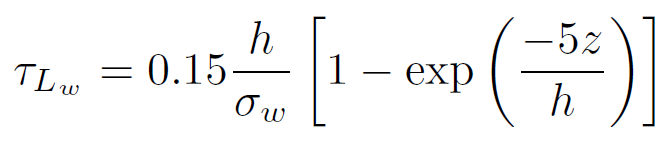 τ_{L_w} = 0.15 \frac{h}{σ_w} \left[ 1 − \exp \left( \frac{−5z}{h} \right) \right]